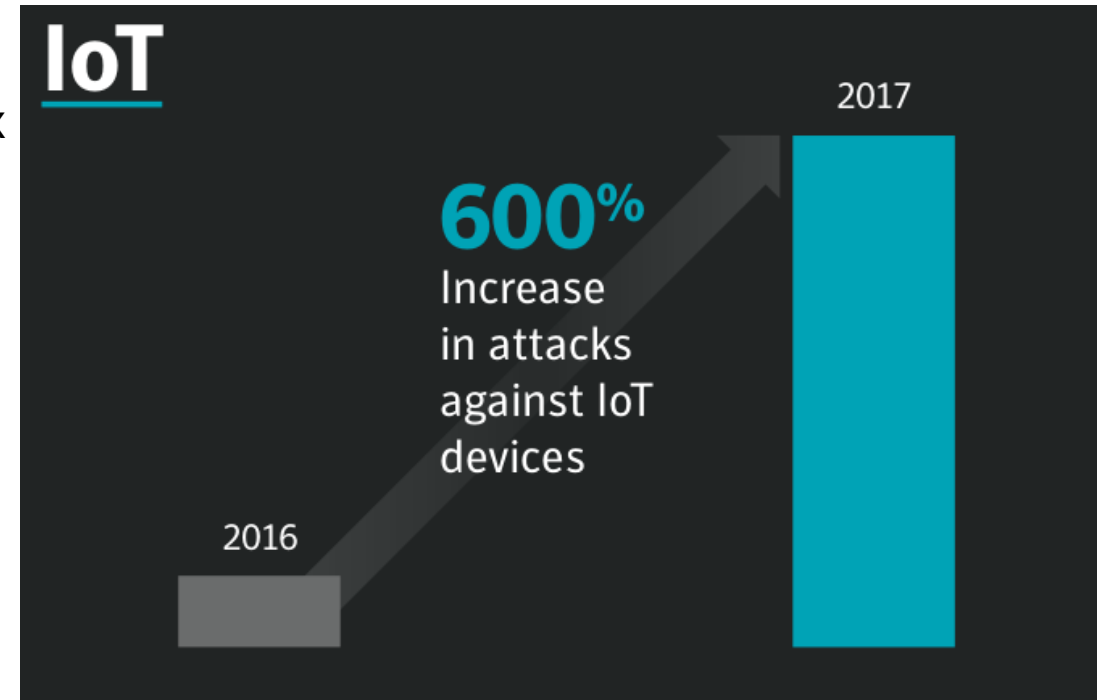 IoT
2017
600%
Increase
in attacks
against IoT
devices
2016